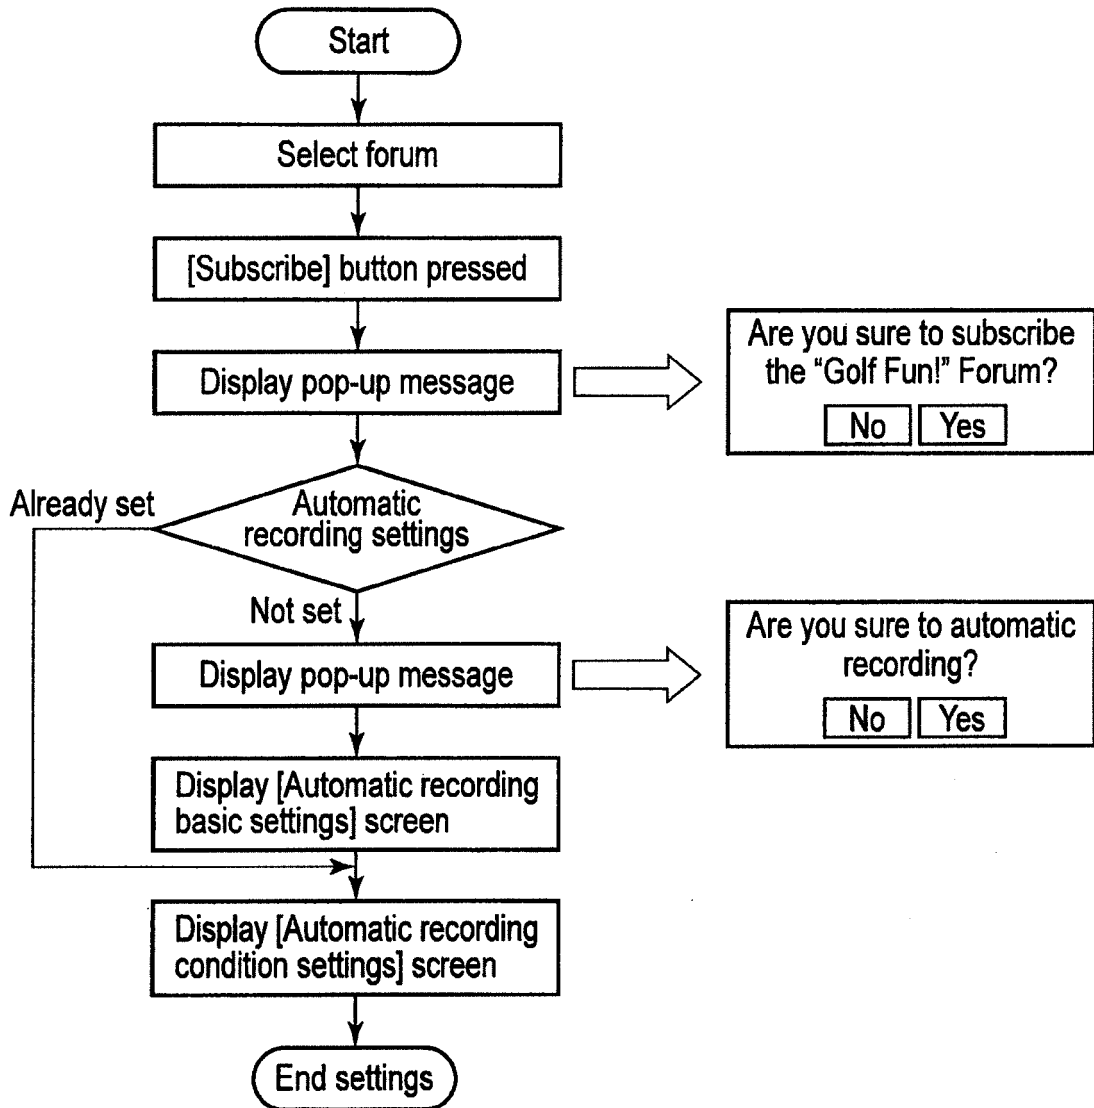 Start
Select forum
[Subscribe] button pressed
Display pop-up message
Are you sure to subscribe
the “Golf Fun!” Forum?
No Yes
Already set
Automatic
recording settings
Not set
Display pop-up message
Are you sure to automatic
recording?
No Yes
Display [Automatic recording
basic settings] screen
Display [Automatic recording
condition settings] screen
End settings